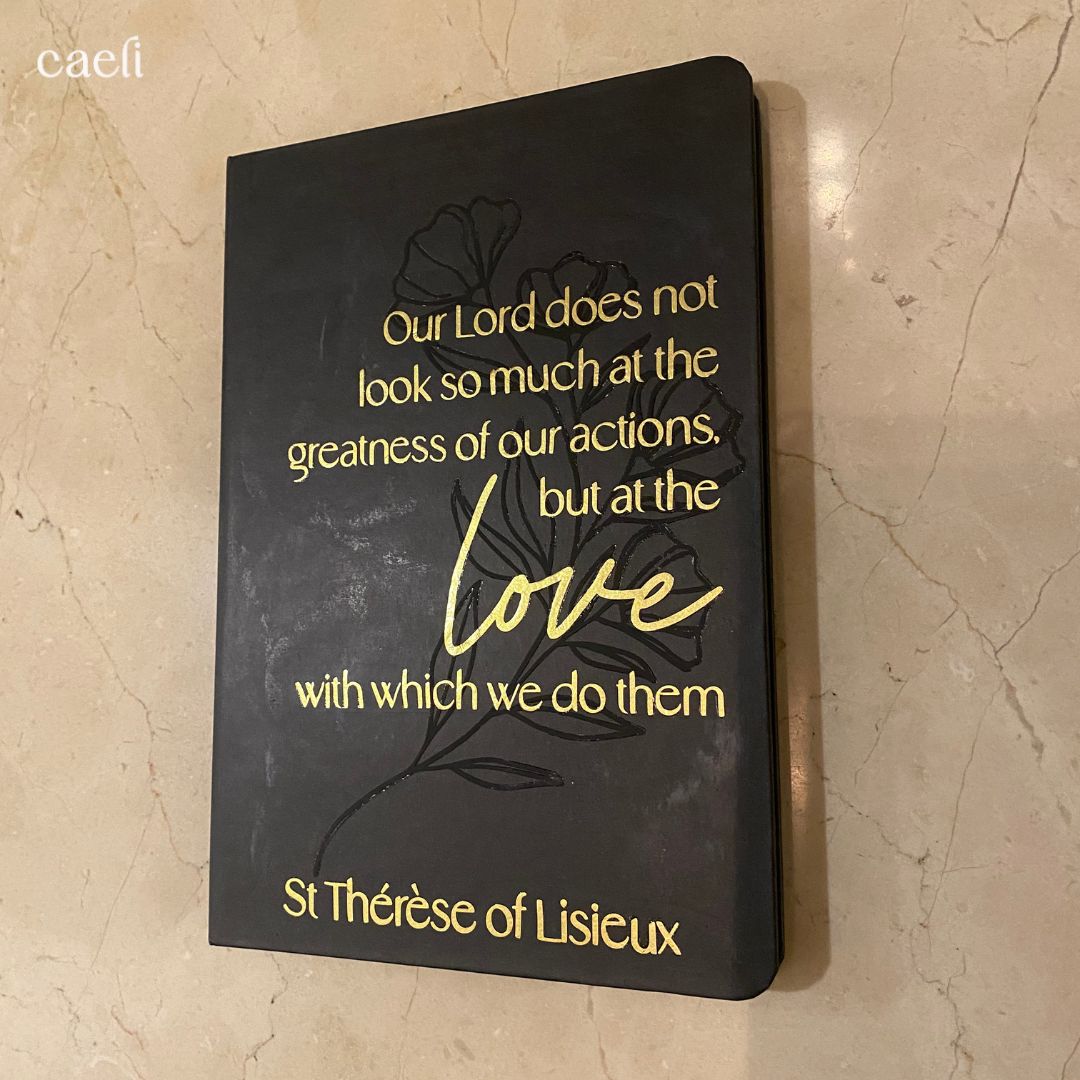 caeli
Our Lord does not
look so much at the
greatness of our actions,
but at the
love
with which we do them
St Thérèse of Lisieux